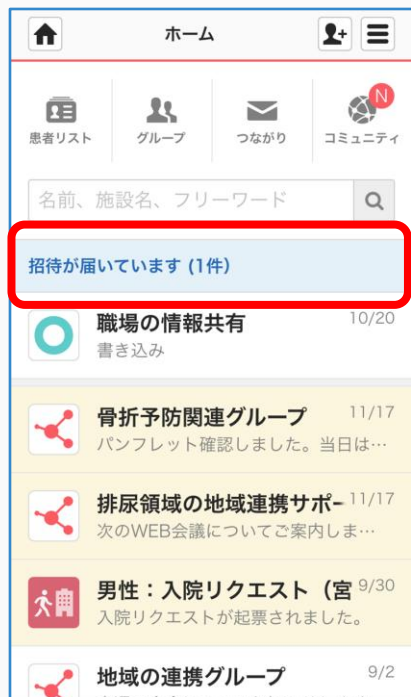 ホーム
患者リスト グループ つながり コミュニティ
N
名前、施設名、フリーワード
招待が届いています (1件)
職場の情報共有 10/20
書き込み
骨折予防関連グループ 11/17
パンフレット確認しました。当日は…
排尿領域の地域連携サポ- 11/17
次のWEB会議についてご案内しま…
男性：入院リクエスト（宮 9/30
入院リクエストが起票されました。
地域の連携グループ 9/2